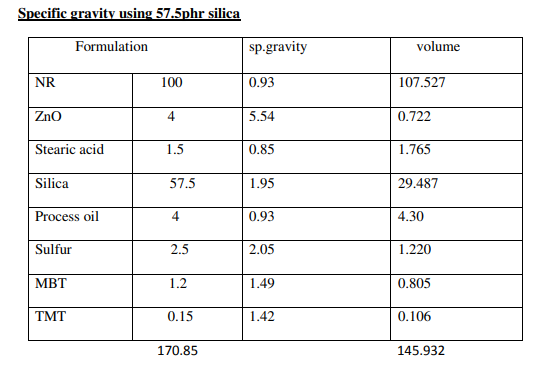 Specific gravity using 57.5phr silica
Formulation sp.gravity volume
NR 100 0.93 107.527
ZnO 4 5.54 0.722
Stearic acid 1.5 0.85 1.765
Silica 57.5 1.95 29.487
Process oil 4 0.93 4.30
Sulfur 2.5 2.05 1.220
MBT 1.2 1.49 0.805
TMT 0.15 1.42 0.106
170.85 145.932